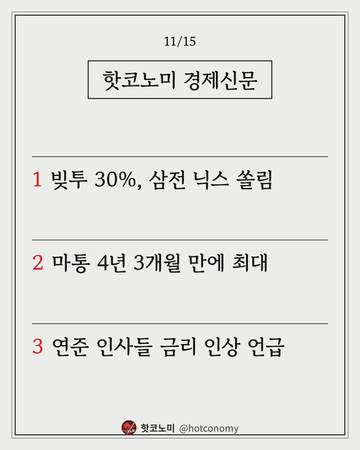 11/15
핫코노미 경제신문
1 빚투 30%, 삼전 닉스 쏠림
2 마통 4년 3개월 만에 최대
3 연준 인사들 금리 인상 언급
핫코노미 @hotconomy